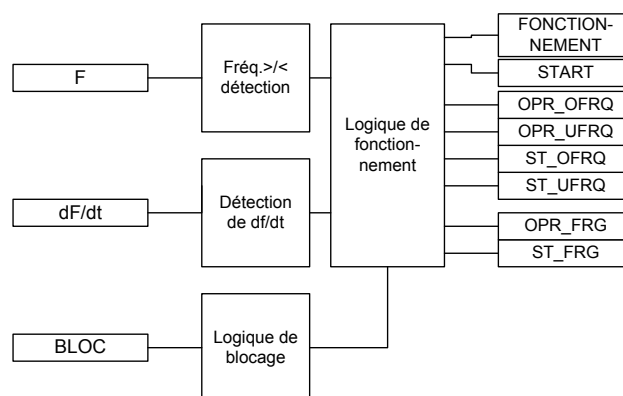 F
dF/dt
BLOC
Fréq.>/<
détection
Détection
de df/dt
Logique de
blocage
Logique de
fonction-
nement
FONCTION-
NEMENT
START
OPR_OFRQ
OPR_UFRQ
ST_OFRQ
ST_UFRQ
OPR_FRG
ST_FRG